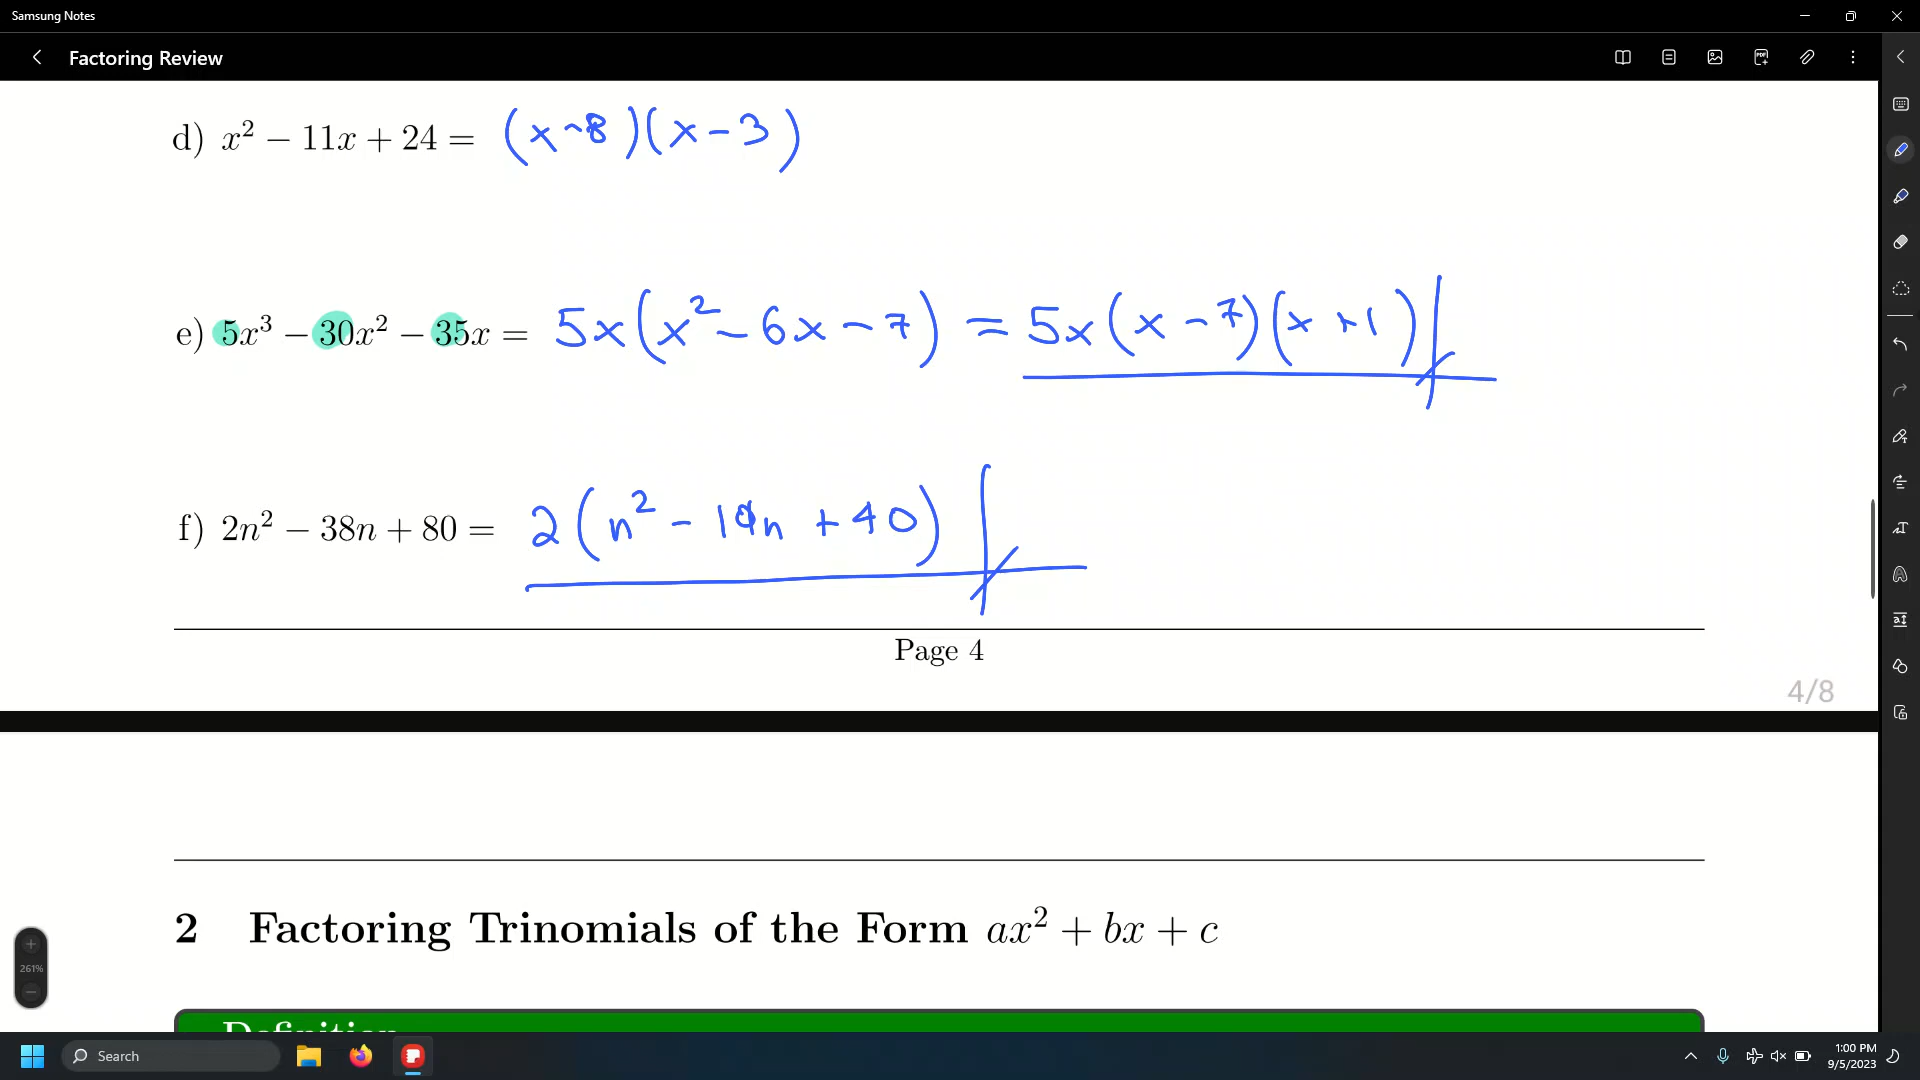 Samsung Notes
Factoring Review
d) x² − 11x + 24 = (x − 8)(x − 3)
e) 5x³ − 30x² − 35x = 5x(x² − 6x − 7) = 5x(x − 7)(x + 1)
f) 2n² − 38n + 80 = 2(n² − 19n + 40)
Page 4
4/8
2 Factoring Trinomials of the Form ax² + bx + c
261%
Definition
Search
1:00 PM
9/5/2023